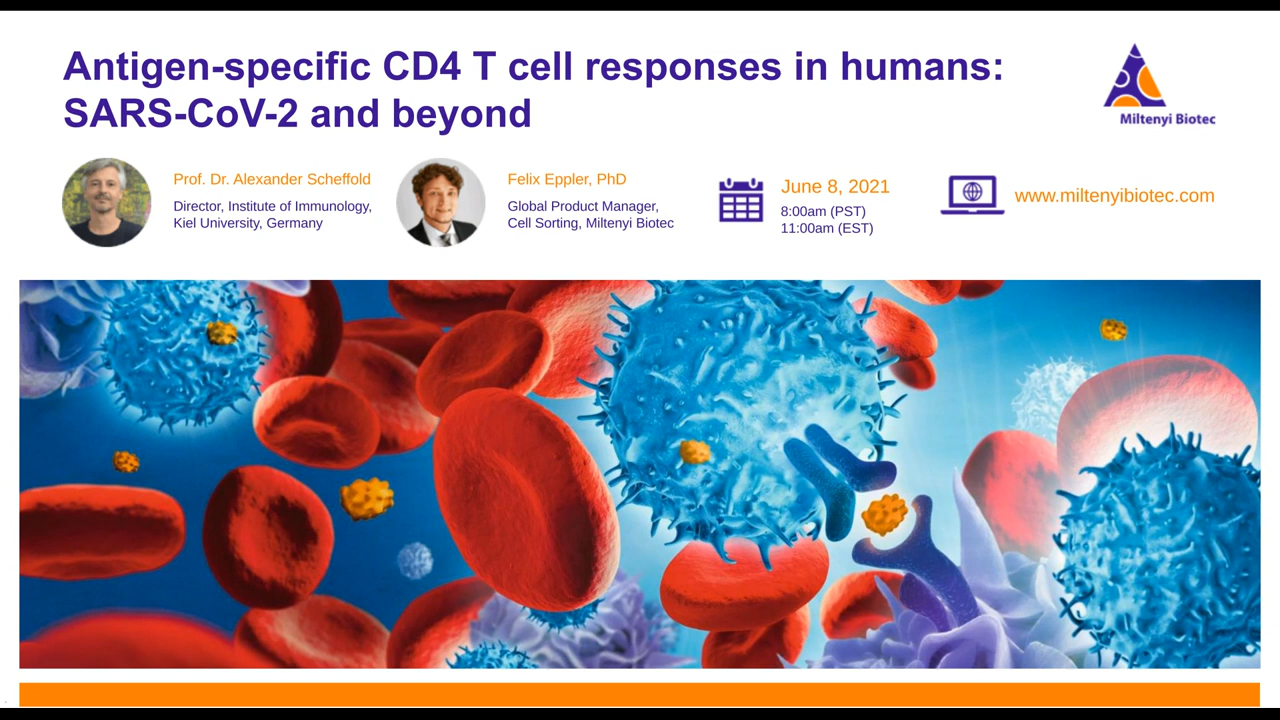 Antigen-specific CD4 T cell responses in humans:
SARS-CoV-2 and beyond
Miltenyi Biotec
Prof. Dr. Alexander Scheffold
Director, Institute of Immunology,
Kiel University, Germany
Felix Eppler, PhD
Global Product Manager,
Cell Sorting, Miltenyi Biotec
June 8, 2021
8:00am (PST)
11:00am (EST)
www.miltenyibiotec.com